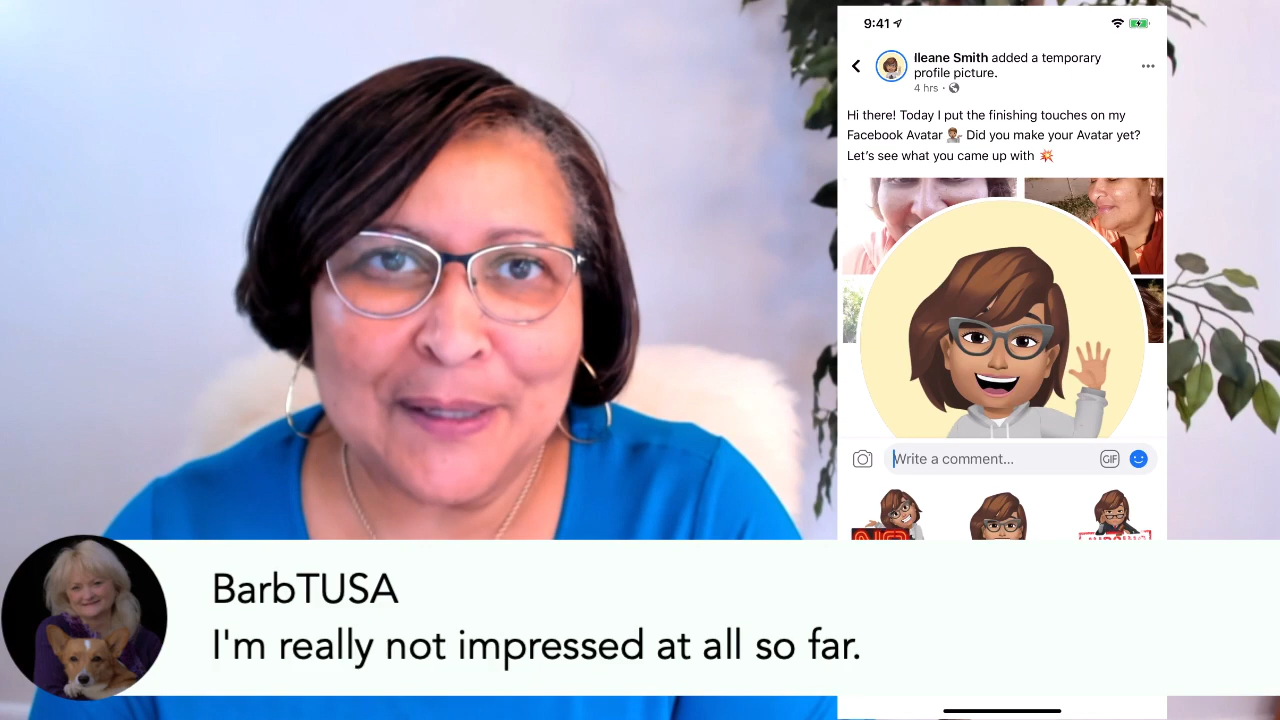 9:41
Ileane Smith added a temporary
profile picture.
4 hrs ·
Hi there! Today I put the finishing touches on my
Facebook Avatar Did you make your Avatar yet?
Let's see what you came up with
Write a comment...
GIF
BarbTUSA
I'm really not impressed at all so far.